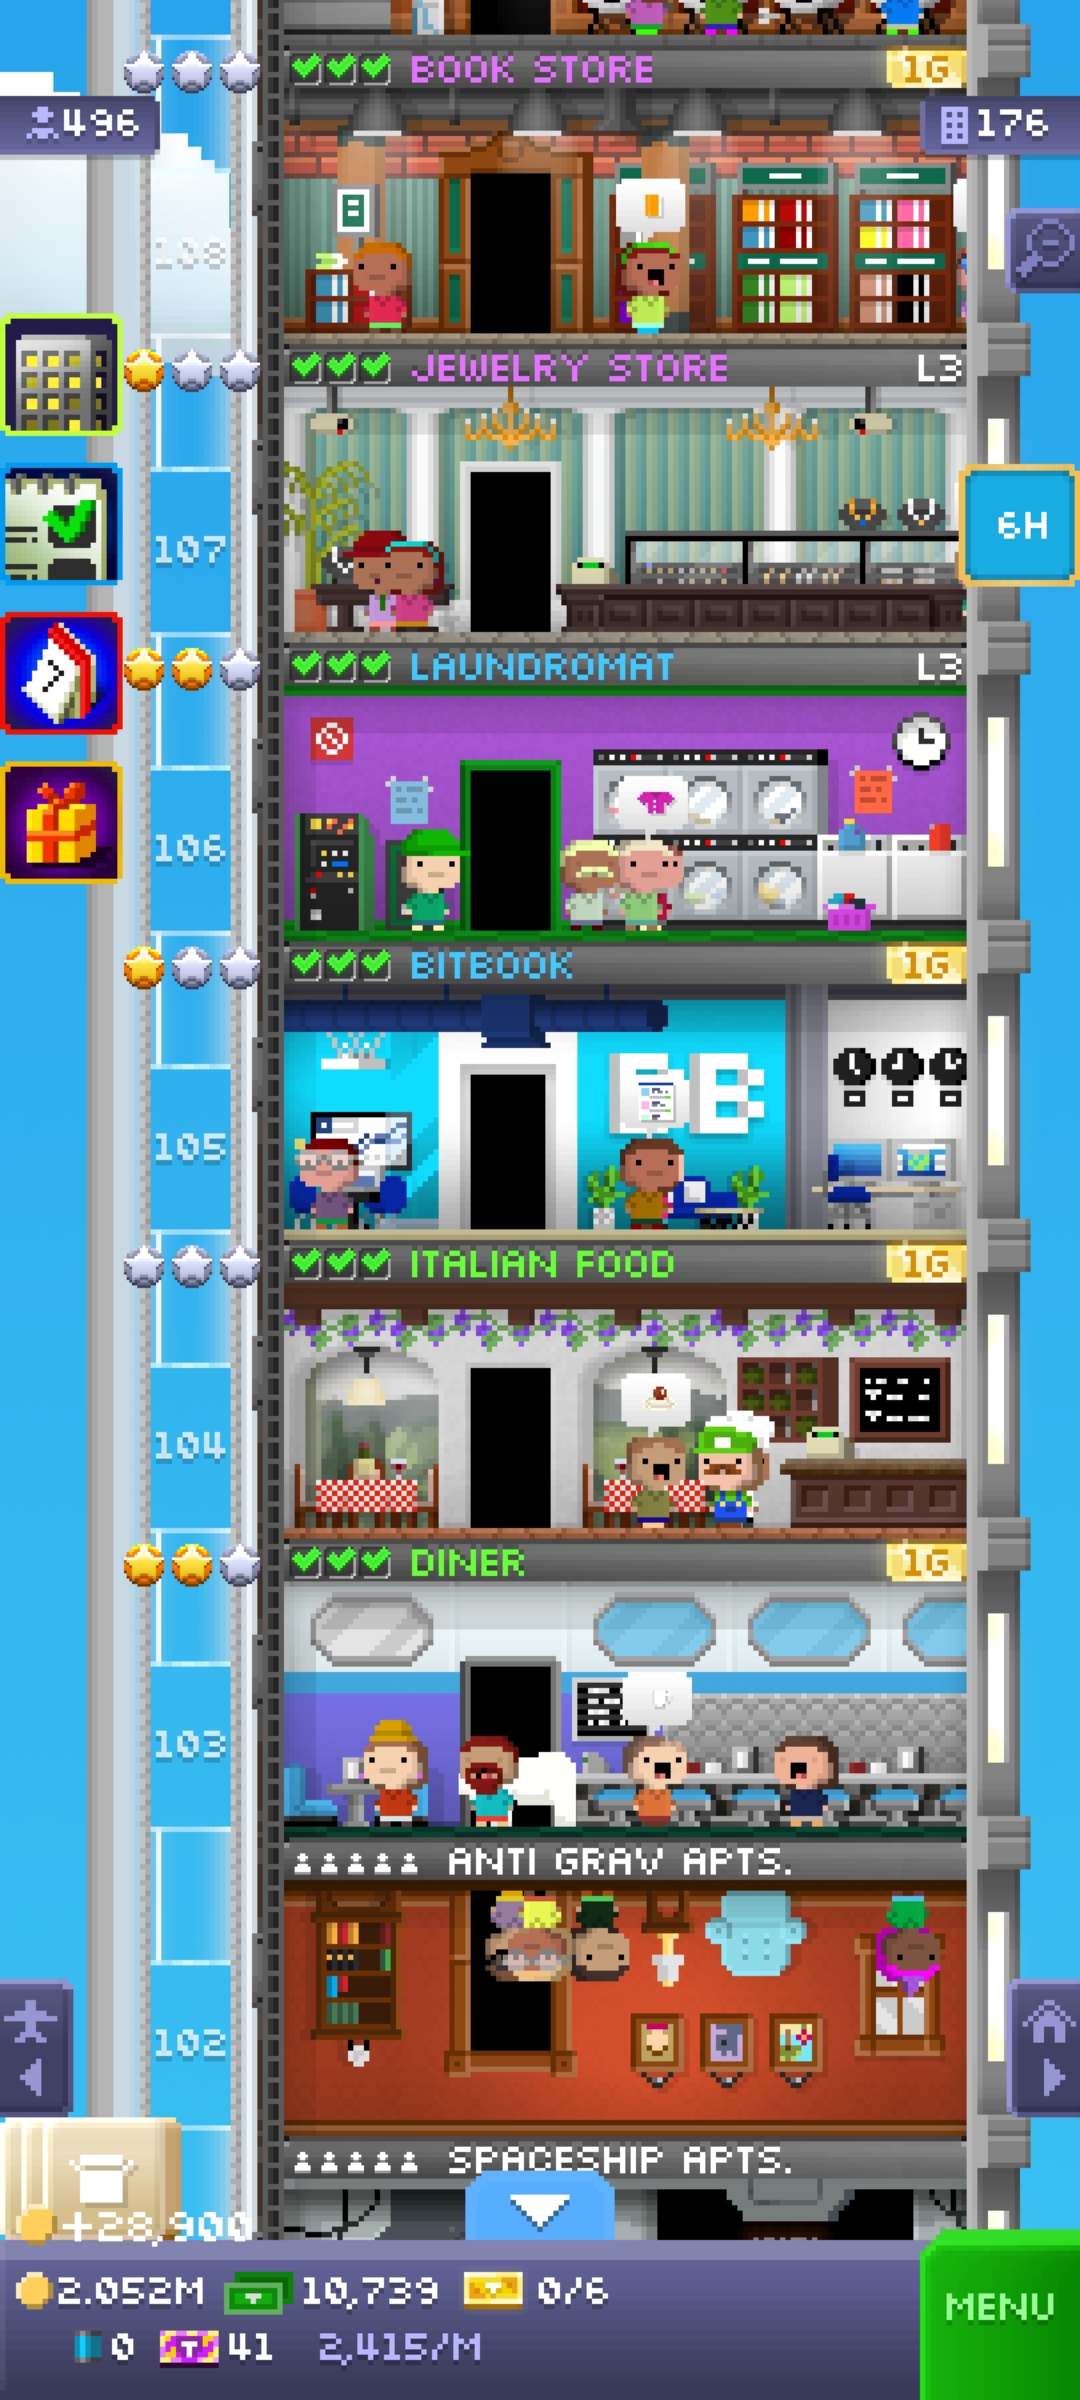 BOOK STORE 1G
496
176
108
JEWELRY STORE L3
107
6H
LAUNDROMAT L3
106
BITBOOK 1G
B
105
ITALIAN FOOD 1G
104
DINER 1G
103
ANTI GRAV APTS.
102
SPACESHIP APTS.
+28,900
2.052M 10,739 0/6
0 41 2,415/M
MENU